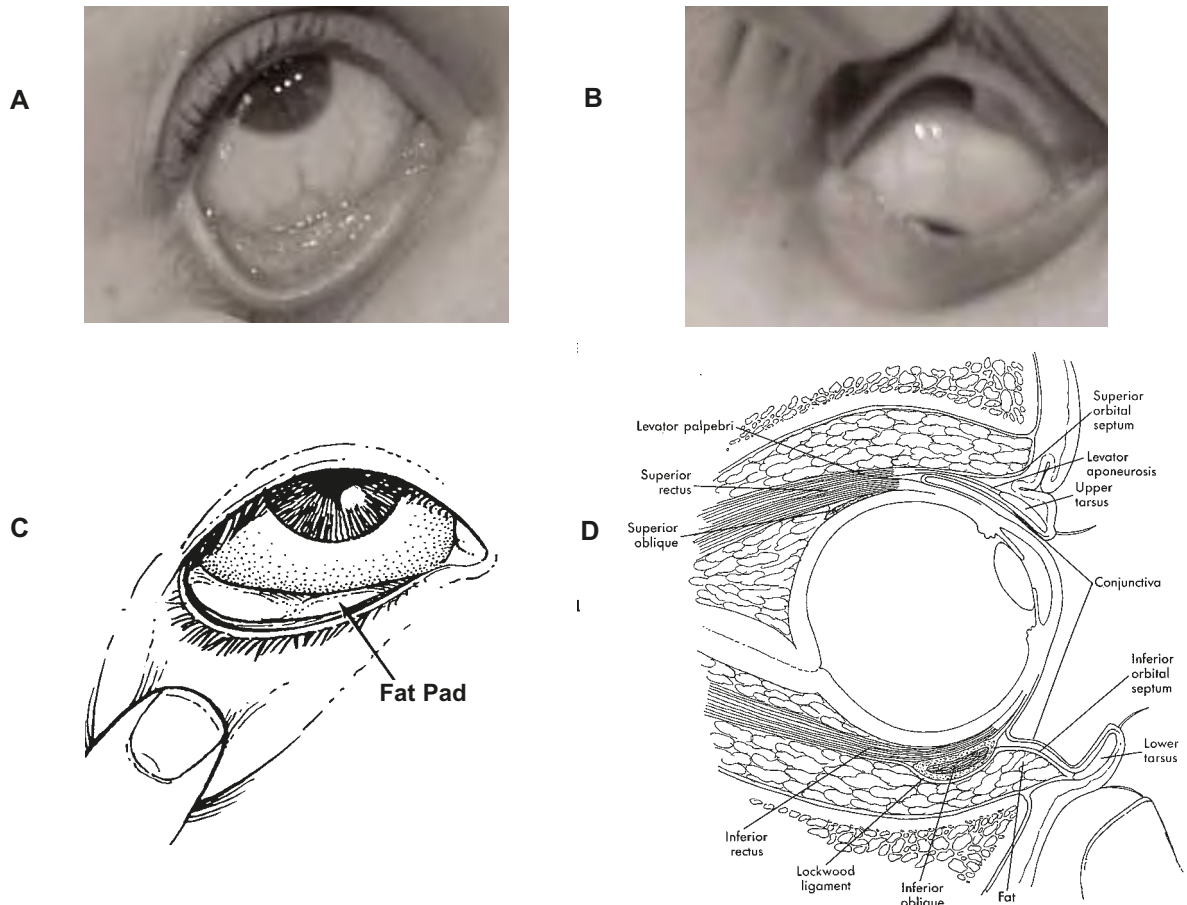 A
B
C
Fat Pad
D
Levator palpebri
Superior
rectus
Superior
oblique
Superior
orbital
septum
Levator
aponeurosis
Upper
tarsus
Conjunctiva
Inferior
orbital
septum
Lower
tarsus
Inferior
rectus
Lockwood
ligament
Inferior
oblique
Fat